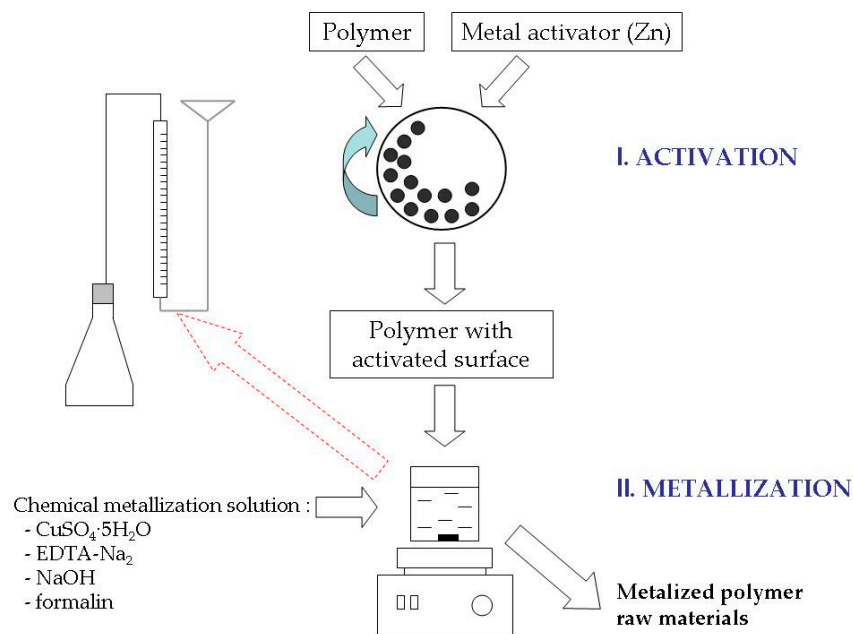 Polymer
Metal activator (Zn)
I. ACTIVATION
Polymer with
activated surface
II. METALLIZATION
Chemical metallization solution :
- CuSO₄·5H₂O
- EDTA-Na₂
- NaOH
- formalin
Metalized polymer
raw materials